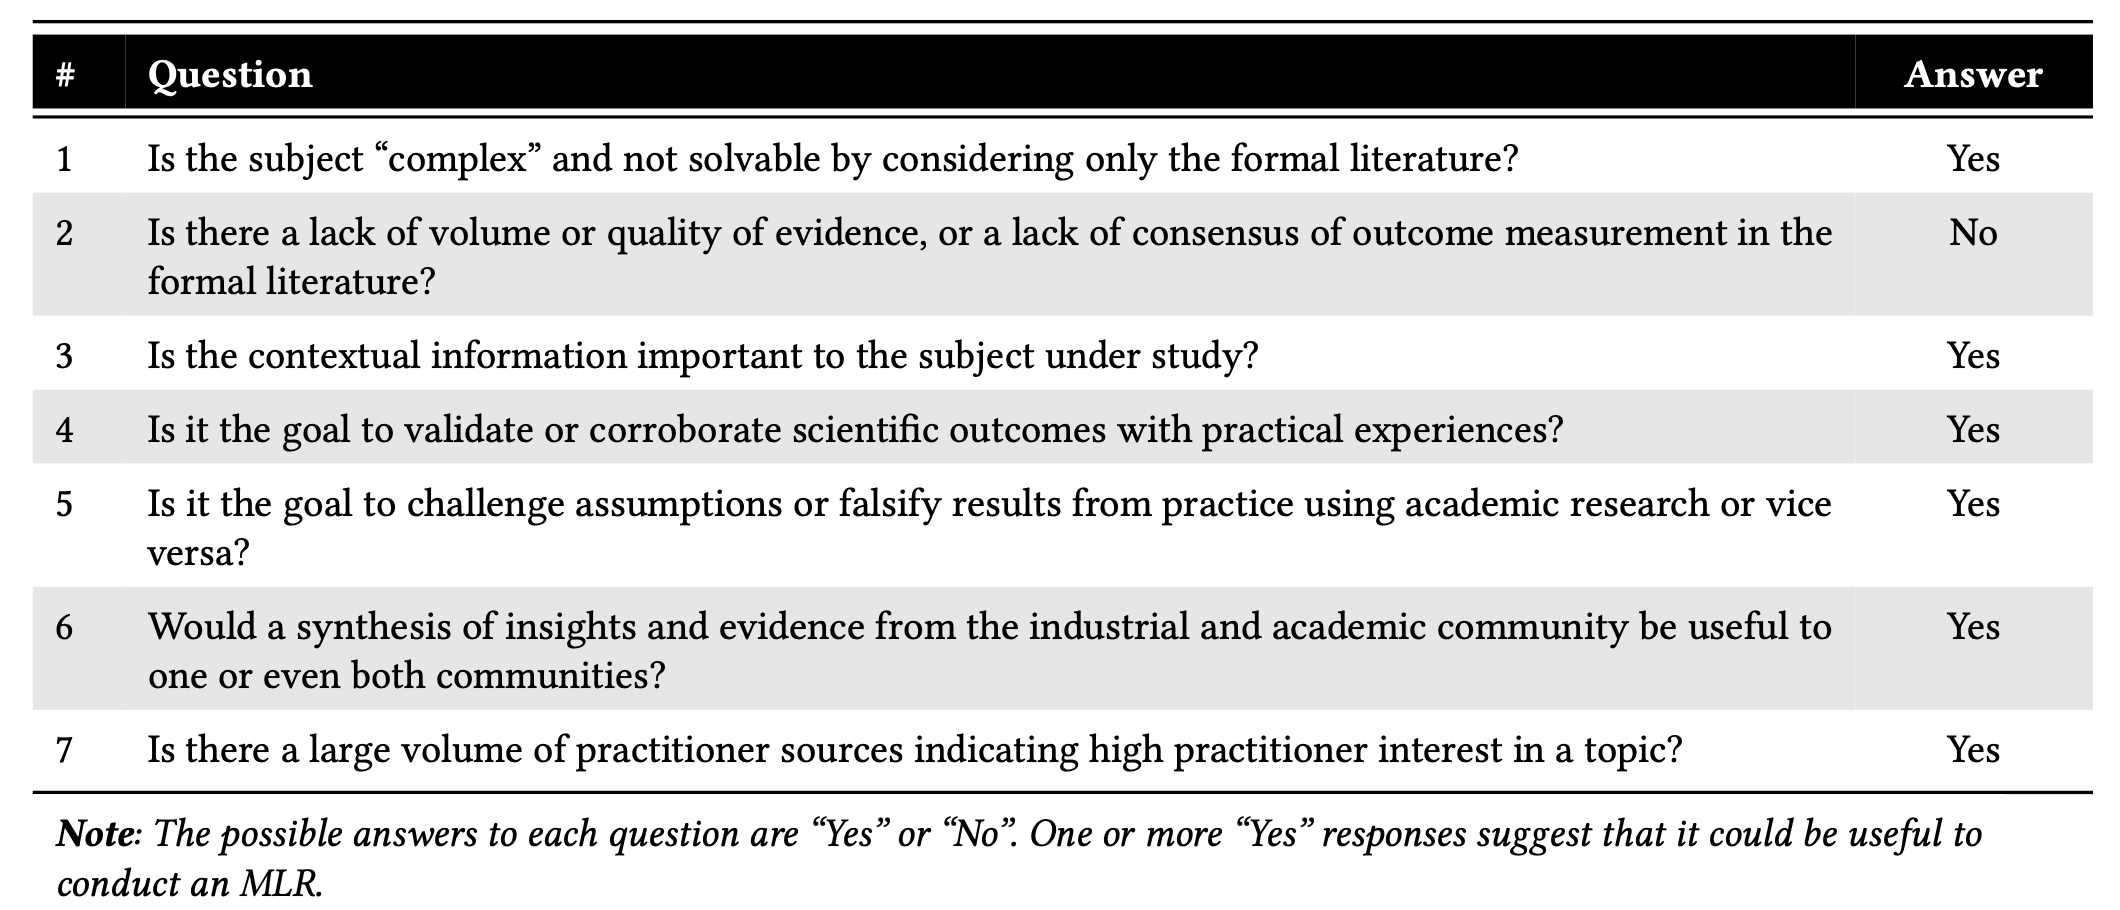 # Question Answer
1 Is the subject “complex” and not solvable by considering only the formal literature? Yes
2 Is there a lack of volume or quality of evidence, or a lack of consensus of outcome measurement in the No
formal literature?
3 Is the contextual information important to the subject under study? Yes
4 Is it the goal to validate or corroborate scientific outcomes with practical experiences? Yes
5 Is it the goal to challenge assumptions or falsify results from practice using academic research or vice Yes
versa?
6 Would a synthesis of insights and evidence from the industrial and academic community be useful to Yes
one or even both communities?
7 Is there a large volume of practitioner sources indicating high practitioner interest in a topic? Yes
Note: The possible answers to each question are “Yes” or “No”. One or more “Yes” responses suggest that it could be useful to
conduct an MLR.